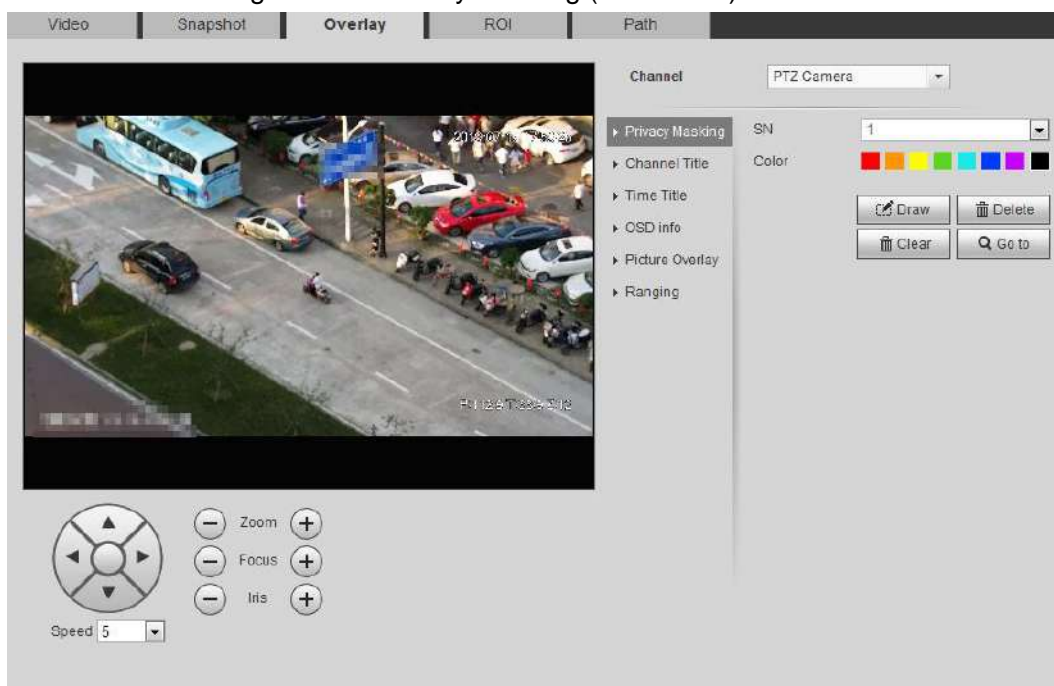 Video Snapshot Overlay ROI Path
Channel PTZ Camera
Privacy Masking
Channel Title
Time Title
OSD info
Picture Overlay
Ranging
SN 1
Color
Draw Delete
Clear Go to
Zoom
Focus
Iris
Speed 5